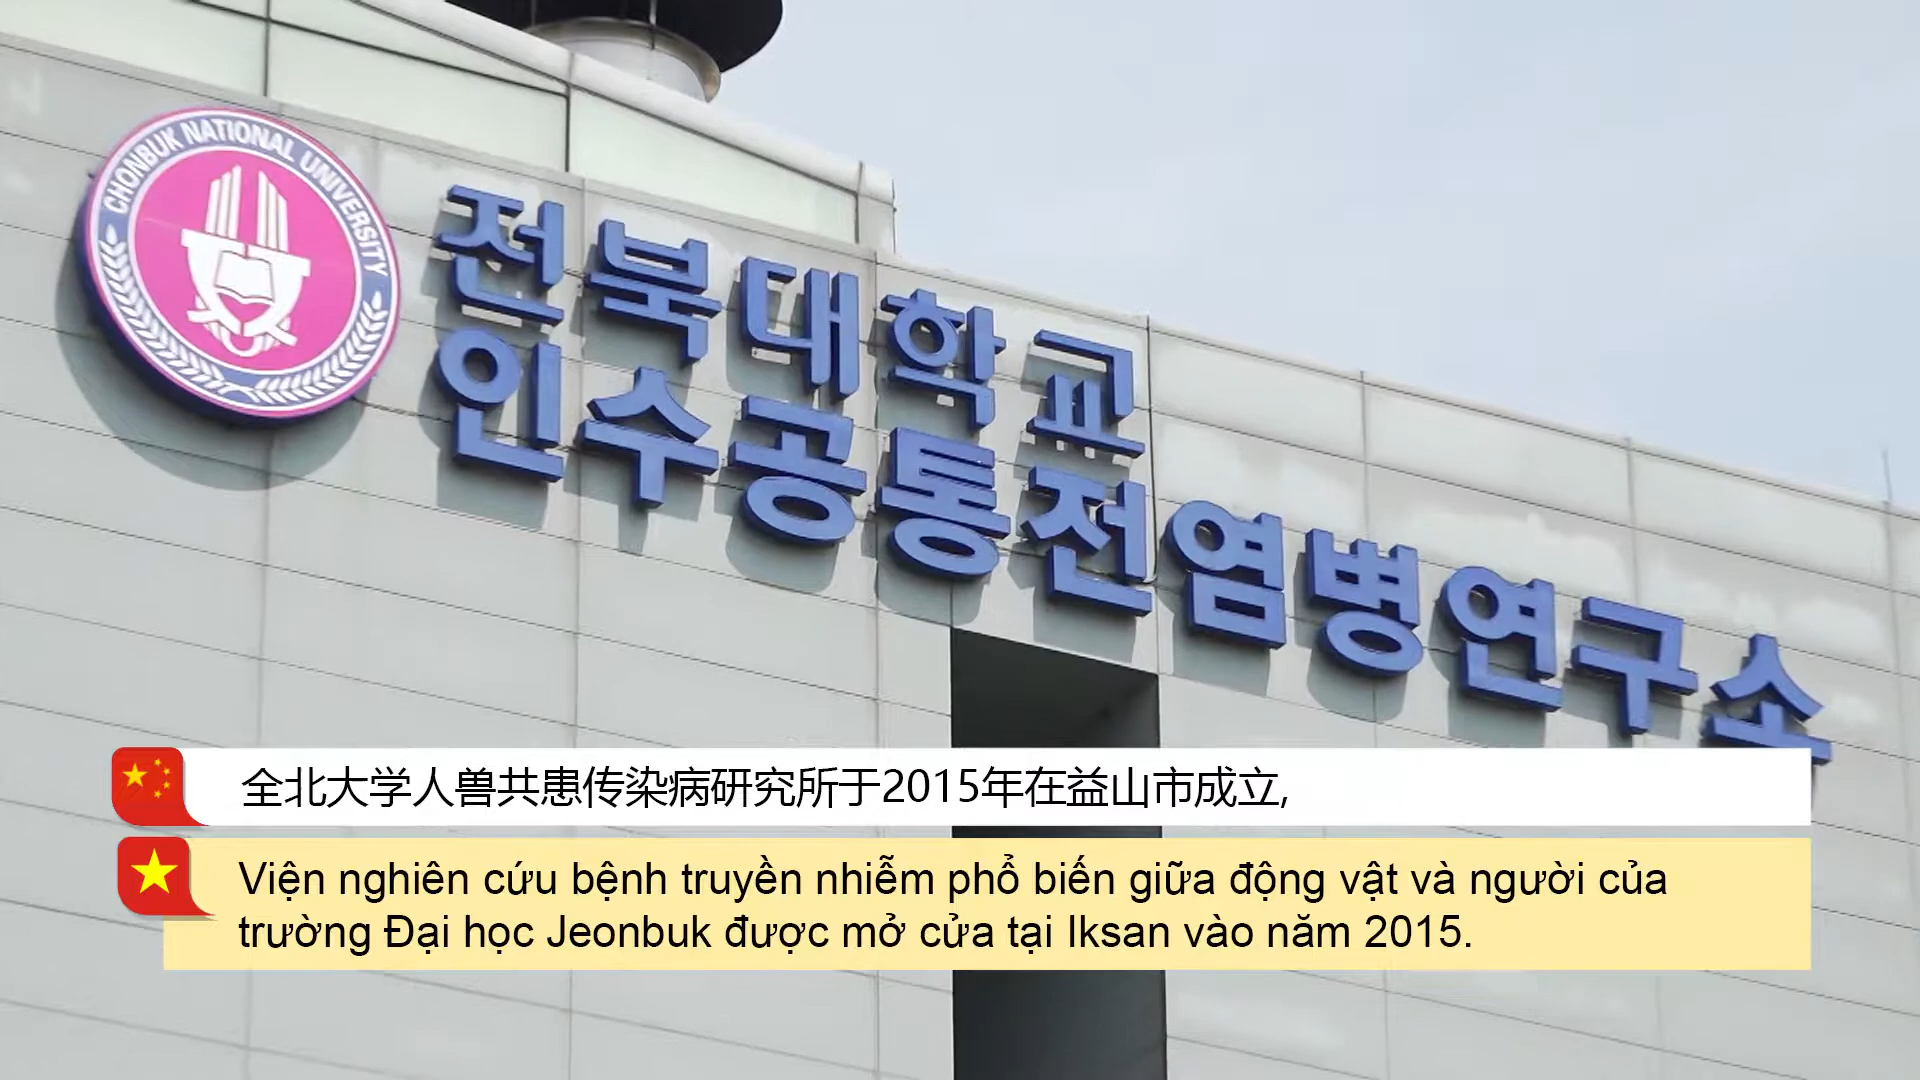 CHONBUK NATIONAL UNIVERSITY
전북대학교
인수공통전염병연구소
全北大学人兽共患传染病研究所于2015年在益山市成立,
Viện nghiên cứu bệnh truyền nhiễm phổ biến giữa động vật và người của
trường Đại học Jeonbuk được mở cửa tại Iksan vào năm 2015.